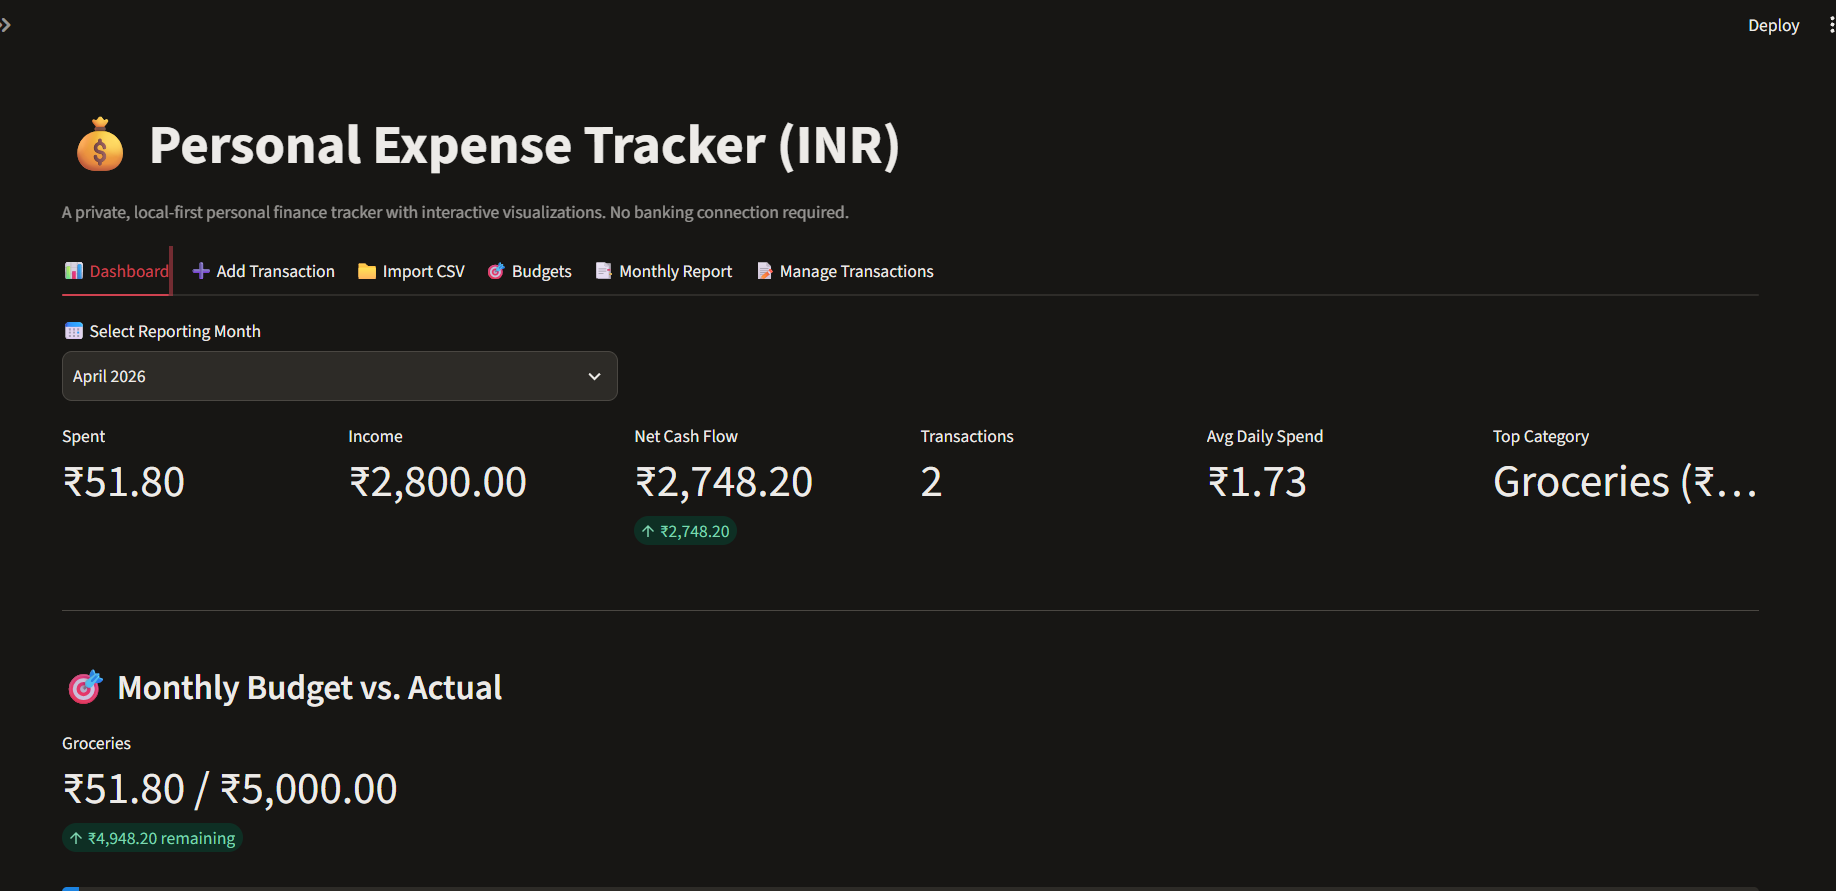 Deploy
Personal Expense Tracker (INR)
A private, local-first personal finance tracker with interactive visualizations. No banking connection required.
Dashboard Add Transaction Import CSV Budgets Monthly Report Manage Transactions
Select Reporting Month
April 2026
Spent Income Net Cash Flow Transactions Avg Daily Spend Top Category
₹51.80 ₹2,800.00 ₹2,748.20 2 ₹1.73 Groceries (₹...
↑ ₹2,748.20
Monthly Budget vs. Actual
Groceries
₹51.80 / ₹5,000.00
↑ ₹4,948.20 remaining